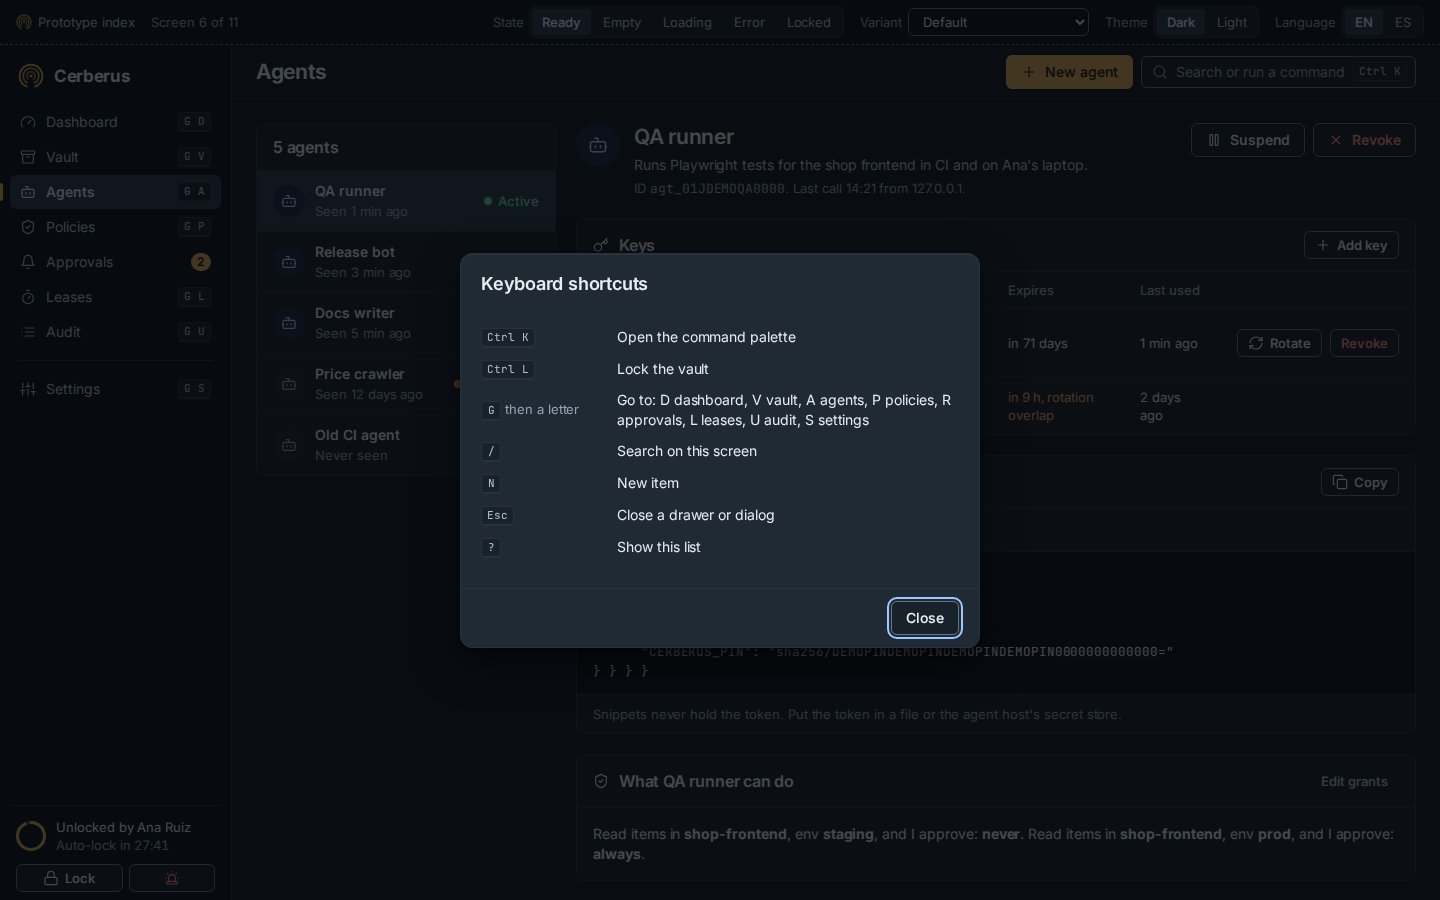 Prototype index Screen 6 of 11 State Ready Empty Loading Error Locked Variant Default Theme Dark Light Language EN ES
Cerberus
Dashboard G D
Vault G V
Agents G A
Policies G P
Approvals 2
Leases G L
Audit G U
Settings G S
Unlocked by Ana Ruiz
Auto-lock in 27:41
Lock
Agents
New agent
Search or run a command Ctrl K
5 agents
QA runner
Seen 1 min ago
Active
Release bot
Seen 3 min ago
Docs writer
Seen 5 min ago
Price crawler
Seen 12 days ago
Old CI agent
Never seen
QA runner
Runs Playwright tests for the shop frontend in CI and on Ana's laptop.
ID agt_01JDEMOQA0000. Last call 14:21 from 127.0.0.1.
Suspend
Revoke
Keys
Add key
Expires Last used
in 71 days 1 min ago Rotate Revoke
in 9 h, rotation
overlap
2 days
ago
Copy
Keyboard shortcuts
Ctrl K Open the command palette
Ctrl L Lock the vault
G then a letter Go to: D dashboard, V vault, A agents, P policies, R
approvals, L leases, U audit, S settings
/ Search on this screen
N New item
Esc Close a drawer or dialog
? Show this list
Close
"CERBERUS_PIN": "sha256/DEMOPINDEMOPINDEMOPINDEMOPIN0000000000000="
} } } }
Snippets never hold the token. Put the token in a file or the agent host's secret store.
What QA runner can do
Edit grants
Read items in shop-frontend, env staging, and I approve: never. Read items in shop-frontend, env prod, and I approve:
always.